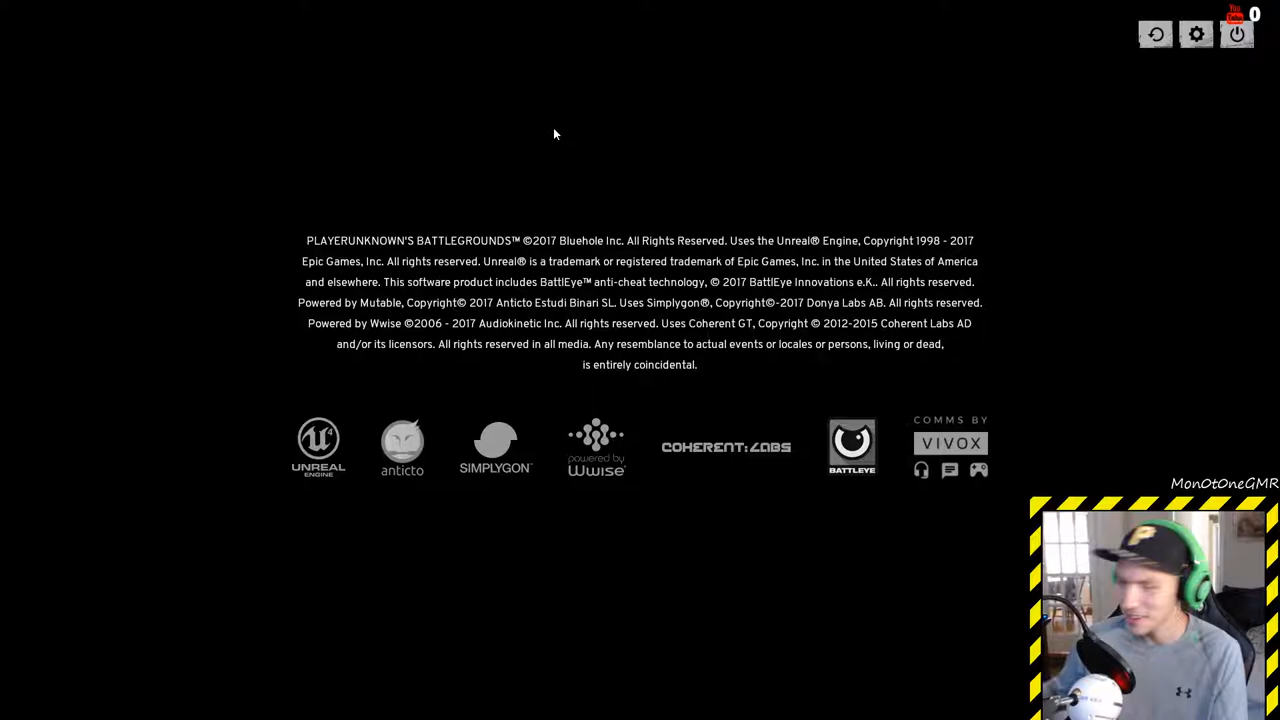 You
Tube
0
PLAYERUNKNOWN'S BATTLEGROUNDS™ ©2017 Bluehole Inc. All Rights Reserved. Uses the Unreal® Engine, Copyright 1998 - 2017
Epic Games, Inc. All rights reserved. Unreal® is a trademark or registered trademark of Epic Games, Inc. in the United States of America
and elsewhere. This software product includes BattlEye™ anti-cheat technology, © 2017 BattlEye Innovations e.K.. All rights reserved.
Powered by Mutable, Copyright© 2017 Anticto Estudi Binari SL. Uses Simplygon®, Copyright©-2017 Donya Labs AB. All rights reserved.
Powered by Wwise ©2006 - 2017 Audiokinetic Inc. All rights reserved. Uses Coherent GT, Copyright © 2012-2015 Coherent Labs AD
and/or its licensors. All rights reserved in all media. Any resemblance to actual events or locales or persons, living or dead,
is entirely coincidental.
UNREAL
ENGINE
anticto
SIMPLYGON
powered by
Wwise
COHERENT:LABS
BATTLEYE
COMMS BY
VIVOX
MonOtOneGMR